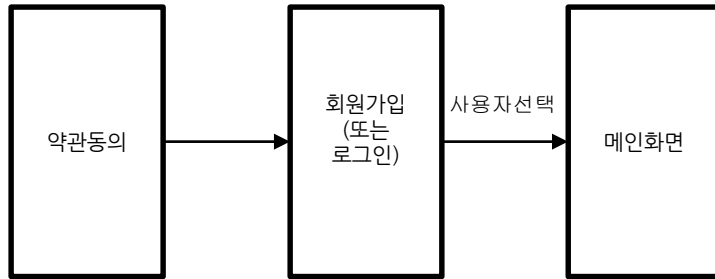 약관동의
회원가입
(또는
로그인)
사용자선택
메인화면